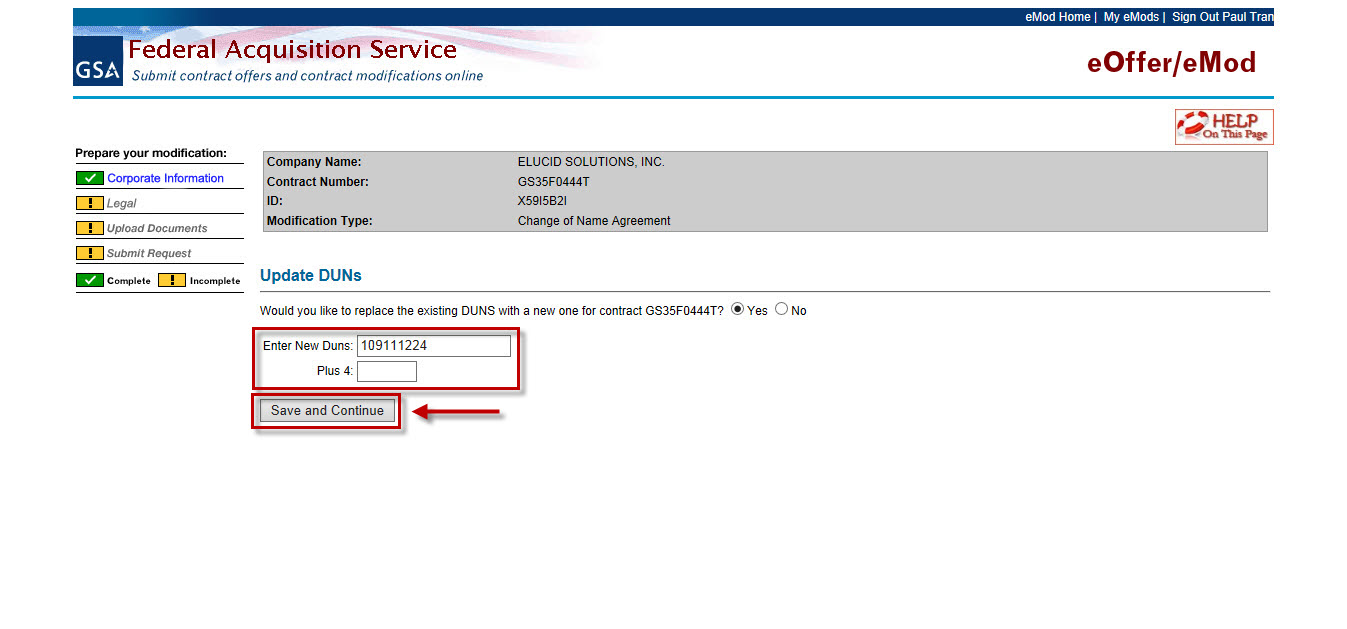 eMod Home | My eMods | Sign Out Paul Tran
GSA
Federal Acquisition Service
Submit contract offers and contract modifications online
eOffer/eMod
HELP
On This Page
Prepare your modification:
Corporate Information
Legal
Upload Documents
Submit Request
Complete Incomplete
Company Name: ELUCID SOLUTIONS, INC.
Contract Number: GS35F0444T
ID: X59I5B2I
Modification Type: Change of Name Agreement
Update DUNs
Would you like to replace the existing DUNS with a new one for contract GS35F0444T? Yes No
Enter New Duns: 109111224
Plus 4:
Save and Continue